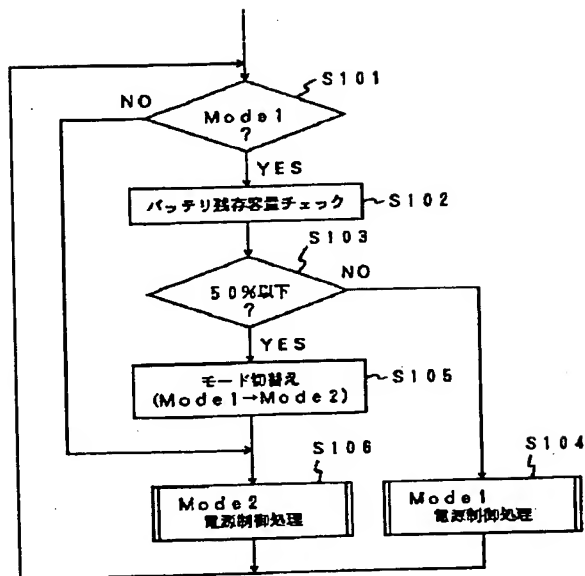 S101
NO
Mode1
?
YES
バッテリ残存容量チェック
S102
S103
NO
50%以下
?
YES
モード切替え
(Mode1→Mode2)
S105
S106
S104
Mode2
電源制御処理
Mode1
電源制御処理